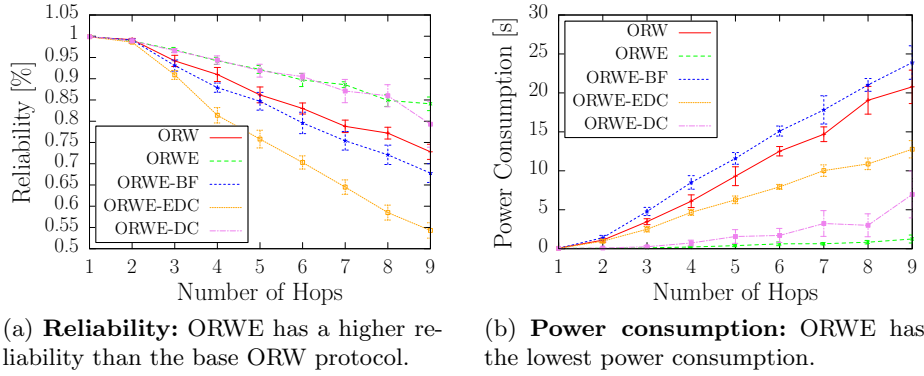 Reliability [%]
1
0.95
0.9
0.85
0.8
0.75
0.7
0.65
0.6
0.55
0.5
ORW
ORWE
ORWE-BF
ORWE-EDC
ORWE-DC
1 2 3 4 5 6 7 8 9
Number of Hops
Power Consumption [s]
30
25
20
15
10
5
0
ORW
ORWE
ORWE-BF
ORWE-EDC
ORWE-DC
1 2 3 4 5 6 7 8 9
Number of Hops
(a) Reliability: ORWE has a higher re-
liability than the base ORW protocol.
(b) Power consumption: ORWE has
the lowest power consumption.